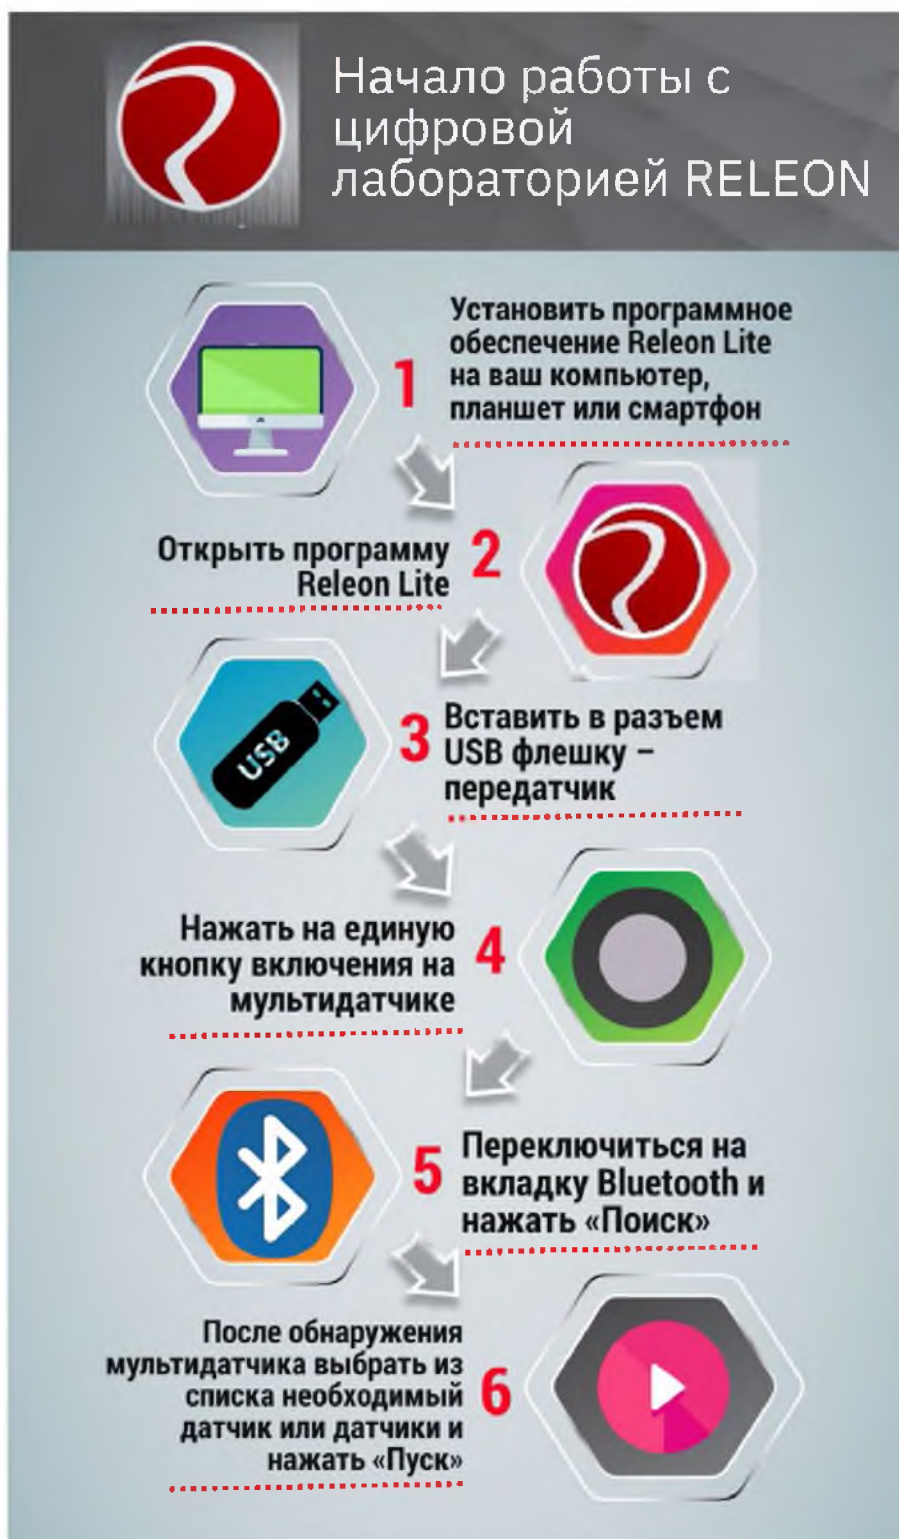 Начало работы с
цифровой
лабораторией RELEON
1
Установить программное
обеспечение Releon Lite
на ваш компьютер,
планшет или смартфон
Открыть программу
Releon Lite
2
USB
3
Вставить в разъем
USB флешку –
передатчик
Нажать на единую
кнопку включения на
мультидатчике
4
5
Переключиться на
вкладку Bluetooth и
нажать «Поиск»
После обнаружения
мультидатчика выбрать из
списка необходимый
датчик или датчики и
нажать «Пуск»
6